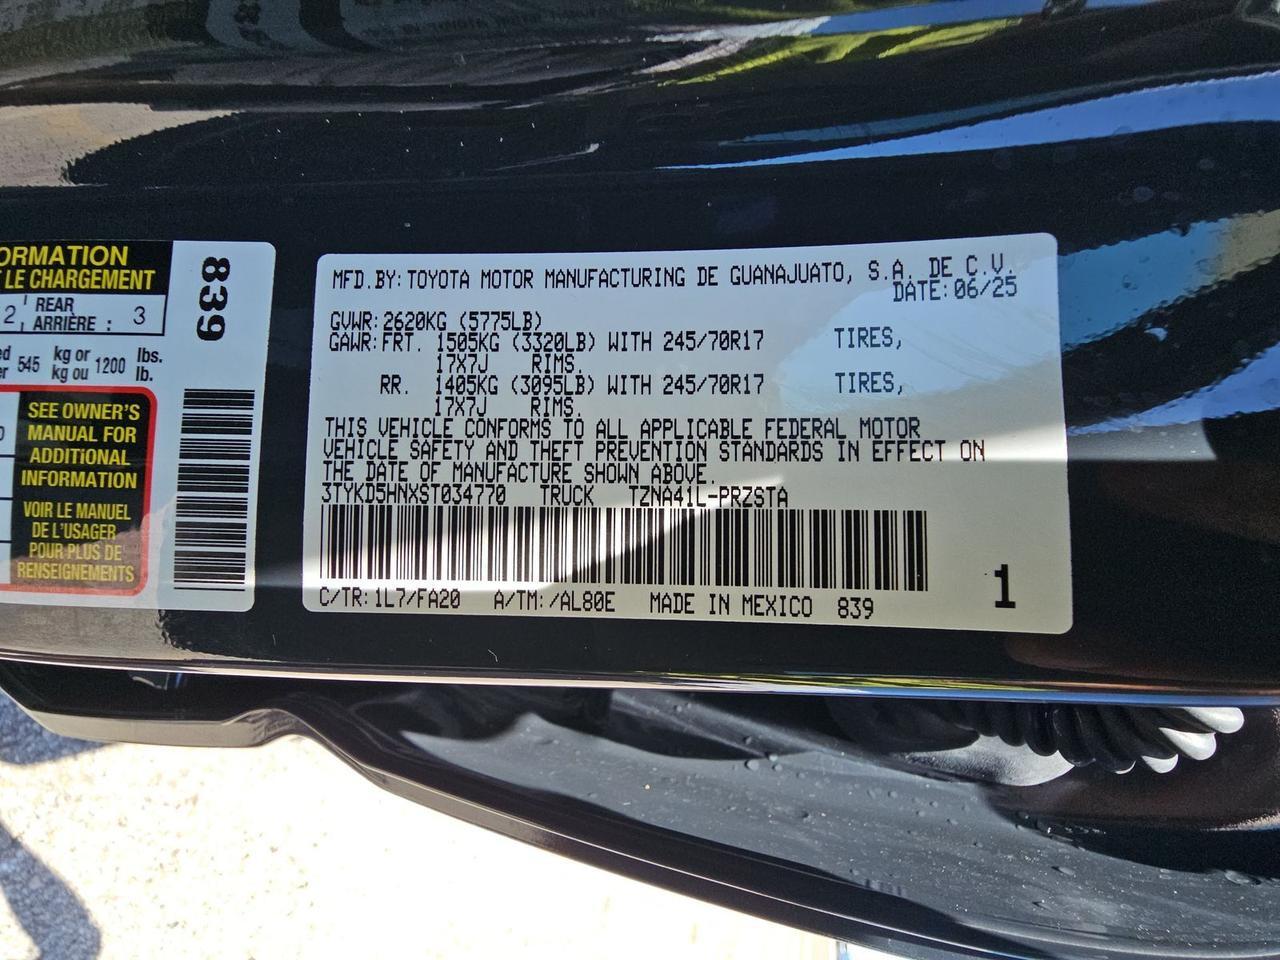 ORMATION
LE CHARGEMENT
2, REAR
ARRIÈRE : 3
545 kg or 1200 lbs.
kg ou lb.
SEE OWNER'S
MANUAL FOR
ADDITIONAL
INFORMATION
VOIR LE MANUEL
DE L'USAGER
POUR PLUS DE
RENSEIGNEMENTS
839
MFD.BY:TOYOTA MOTOR MANUFACTURING DE GUANAJUATO, S.A. DE C.V.
DATE:06/25
GVWR:2620KG (5775LB)
GAWR:FRT. 1505KG (3320LB) WITH 245/70R17 TIRES,
17X7J RIMS.
RR. 1405KG (3095LB) WITH 245/70R17 TIRES,
17X7J RIMS.
THIS VEHICLE CONFORMS TO ALL APPLICABLE FEDERAL MOTOR
VEHICLE SAFETY AND THEFT PREVENTION STANDARDS IN EFFECT ON
THE DATE OF MANUFACTURE SHOWN ABOVE.
3TYKD5HNXST034770 TRUCK TZNA41L-PRZSTA
C/TR:1L7/FA20 A/TM:/AL80E MADE IN MEXICO 839
1